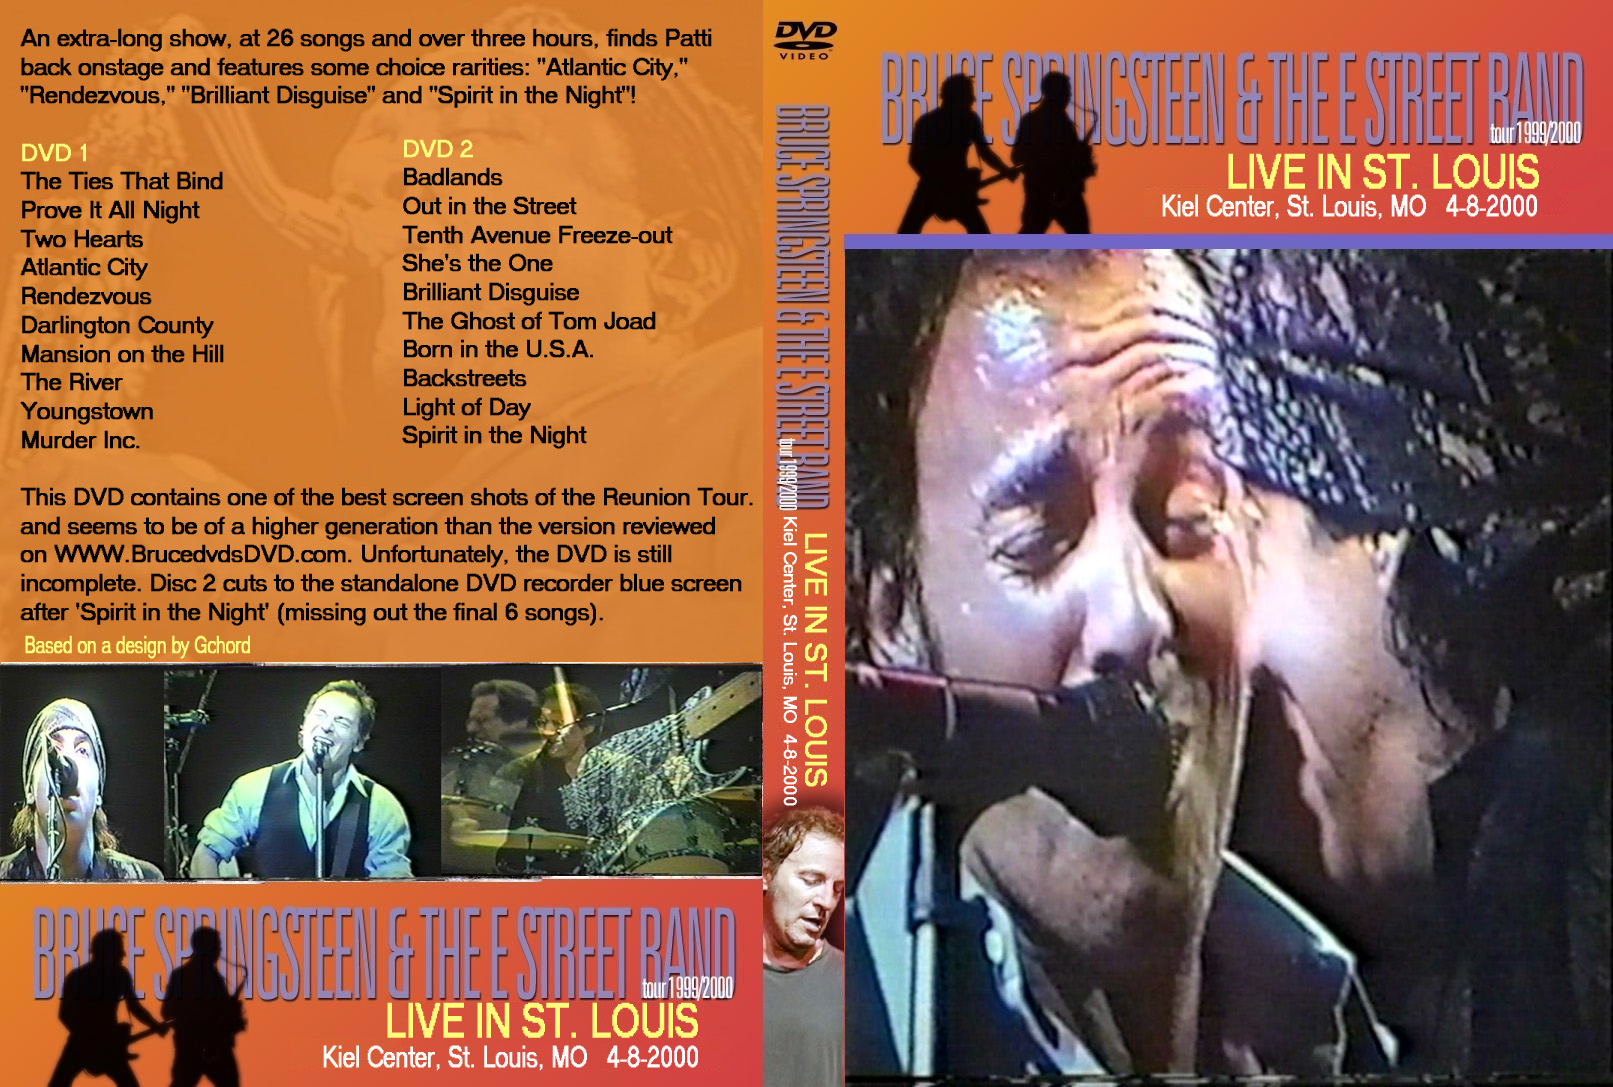 An extra-long show, at 26 songs and over three hours, finds Patti
back onstage and features some choice rarities: "Atlantic City,"
"Rendezvous," "Brilliant Disguise" and "Spirit in the Night"!
DVD 1
The Ties That Bind
Prove It All Night
Two Hearts
Atlantic City
Rendezvous
Darlington County
Mansion on the Hill
The River
Youngstown
Murder Inc.
DVD 2
Badlands
Out in the Street
Tenth Avenue Freeze-out
She's the One
Brilliant Disguise
The Ghost of Tom Joad
Born in the U.S.A.
Backstreets
Light of Day
Spirit in the Night
This DVD contains one of the best screen shots of the Reunion Tour.
and seems to be of a higher generation than the version reviewed
on WWW.BrucedvdsDVD.com. Unfortunately, the DVD is still
incomplete. Disc 2 cuts to the standalone DVD recorder blue screen
after 'Spirit in the Night' (missing out the final 6 songs).
Based on a design by Gchord
BRUCE SPRINGSTEEN & THE E STREET BAND
tour 1999/2000
LIVE IN ST. LOUIS
Kiel Center, St. Louis, MO 4-8-2000
DVD
VIDEO
BRUCE SPRINGSTEEN & THE E STREET BAND
tour 1999/2000
LIVE IN ST. LOUIS
Kiel Center, St. Louis, MO 4-8-2000
BRUCE SPRINGSTEEN & THE E STREET BAND
tour 1999/2000
LIVE IN ST. LOUIS
Kiel Center, St. Louis, MO 4-8-2000